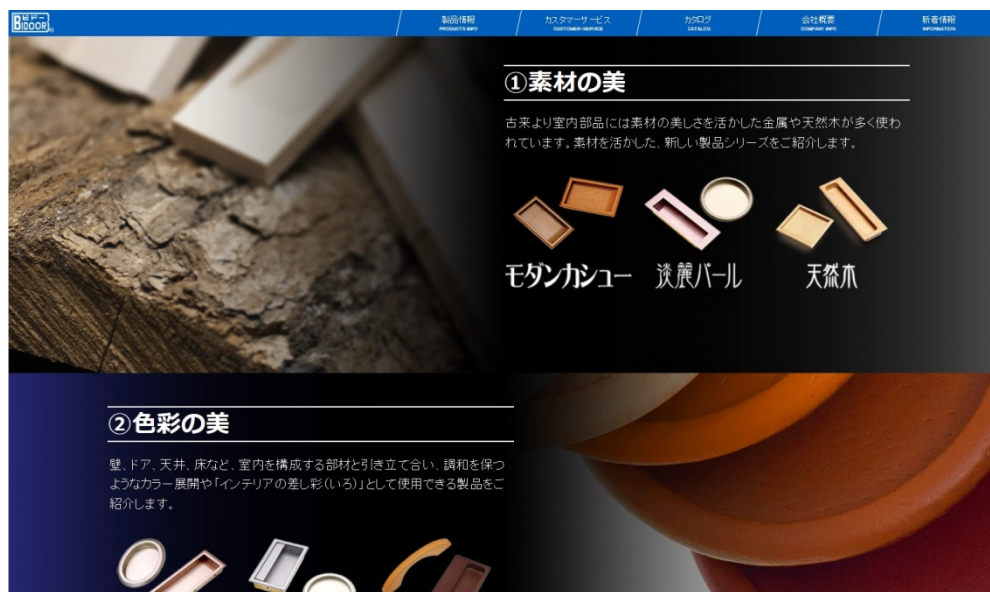 ビドー
BIDOOR®
製品情報
PRODUCTS INFO
カスタマーサービス
CUSTOMER-SERVICE
カタログ
CATALOG
会社概要
COMPANY INFO
新着情報
INFORMATION
①素材の美
古来より室内部品には素材の美しさを活かした金属や天然木が多く使わ
れています。素材を活かした、新しい製品シリーズをご紹介します。
モダンカシュー
淡麗パール
天然木
②色彩の美
壁、ドア、天井、床など、室内を構成する部材と引き立て合い、調和を保つ
ようなカラー展開や「インテリアの差し彩(いろ)」として使用できる製品をご
紹介します。